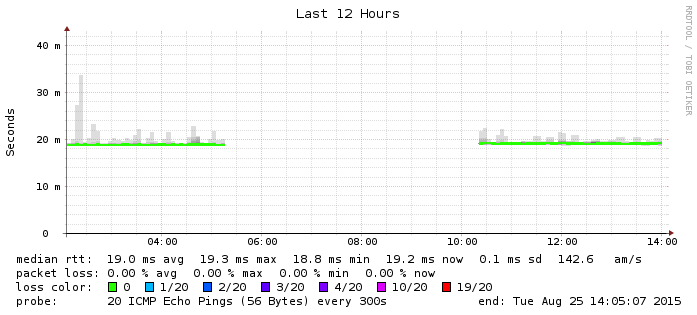 Last 12 Hours
RRDTOOL / TOBI OETIKER
Seconds
40 m
30 m
20 m
10 m
0
04:00 06:00 08:00 10:00 12:00 14:00
median rtt: 19.0 ms avg 19.3 ms max 18.8 ms min 19.2 ms now 0.1 ms sd 142.6 am/s
packet loss: 0.00 % avg 0.00 % max 0.00 % min 0.00 % now
loss color: 0 1/20 2/20 3/20 4/20 10/20 19/20
probe: 20 ICMP Echo Pings (56 Bytes) every 300s end: Tue Aug 25 14:05:07 2015